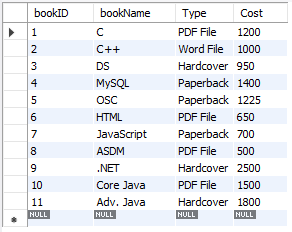 bookID bookName Type Cost
1 C PDF File 1200
2 C++ Word File 1000
3 DS Hardcover 950
4 MySQL Paperback 1400
5 OSC Paperback 1225
6 HTML PDF File 650
7 JavaScript Paperback 700
8 ASDM PDF File 500
9 .NET Hardcover 2500
10 Core Java PDF File 1500
11 Adv. Java Hardcover 1800
NULL NULL NULL NULL